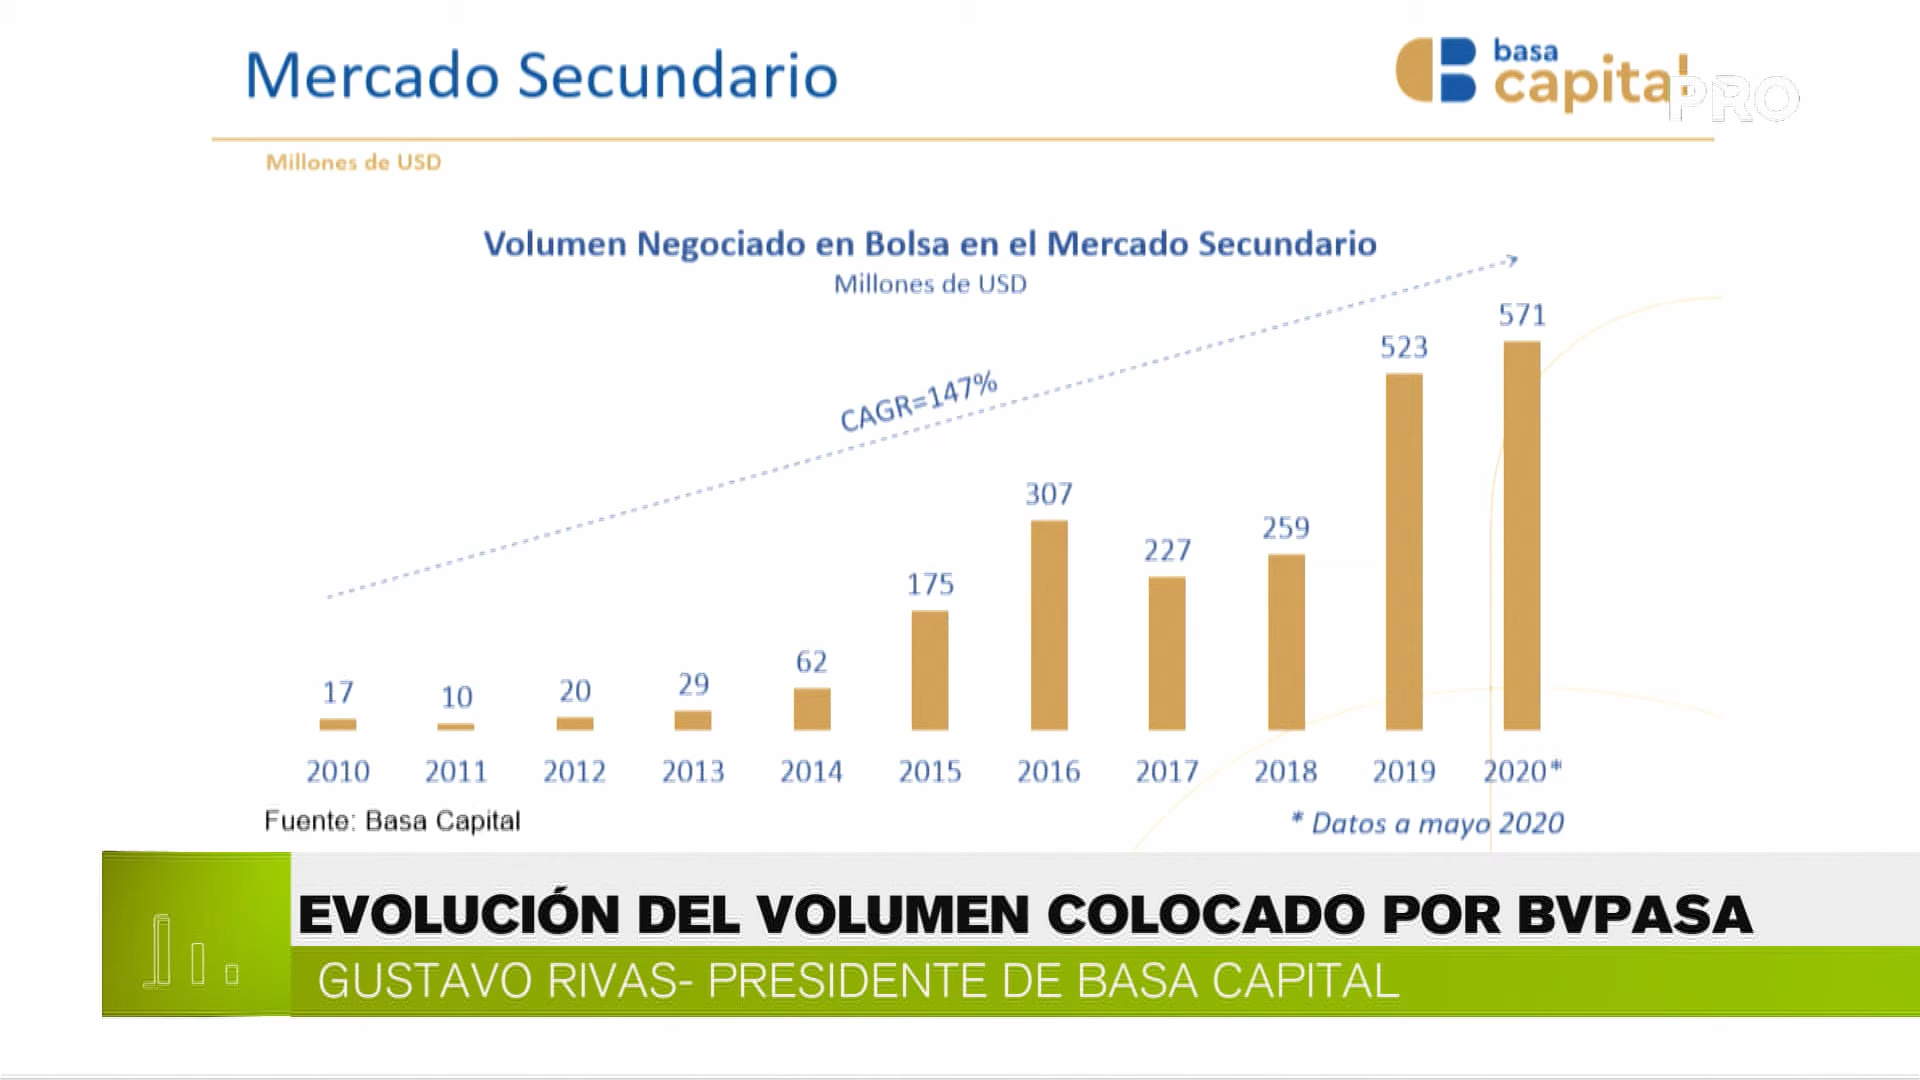 Mercado Secundario
basa
capital
PRO
Millones de USD
Volumen Negociado en Bolsa en el Mercado Secundario
Millones de USD
CAGR=147%
17 10 20 29 62 175 307 227 259 523 571
2010 2011 2012 2013 2014 2015 2016 2017 2018 2019 2020*
Fuente: Basa Capital
* Datos a mayo 2020
EVOLUCIÓN DEL VOLUMEN COLOCADO POR BVPASA
GUSTAVO RIVAS- PRESIDENTE DE BASA CAPITAL